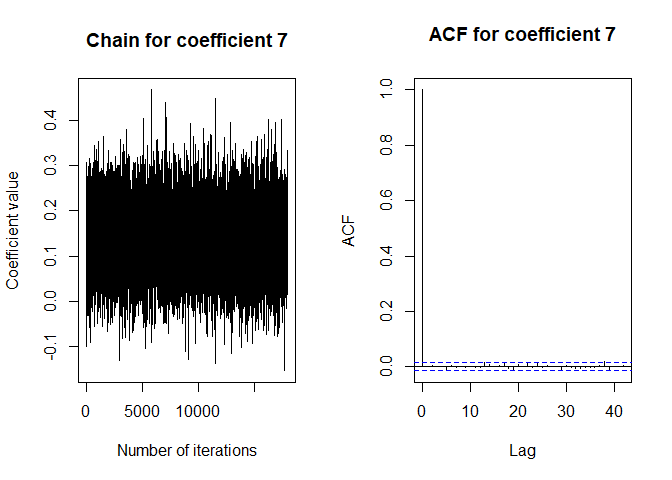 Chain for coefficient 7
Coefficient value
0.4
0.3
0.2
0.1
0.0
-0.1
0 5000 10000
Number of iterations
ACF for coefficient 7
ACF
1.0
0.8
0.6
0.4
0.2
0.0
0 10 20 30 40
Lag